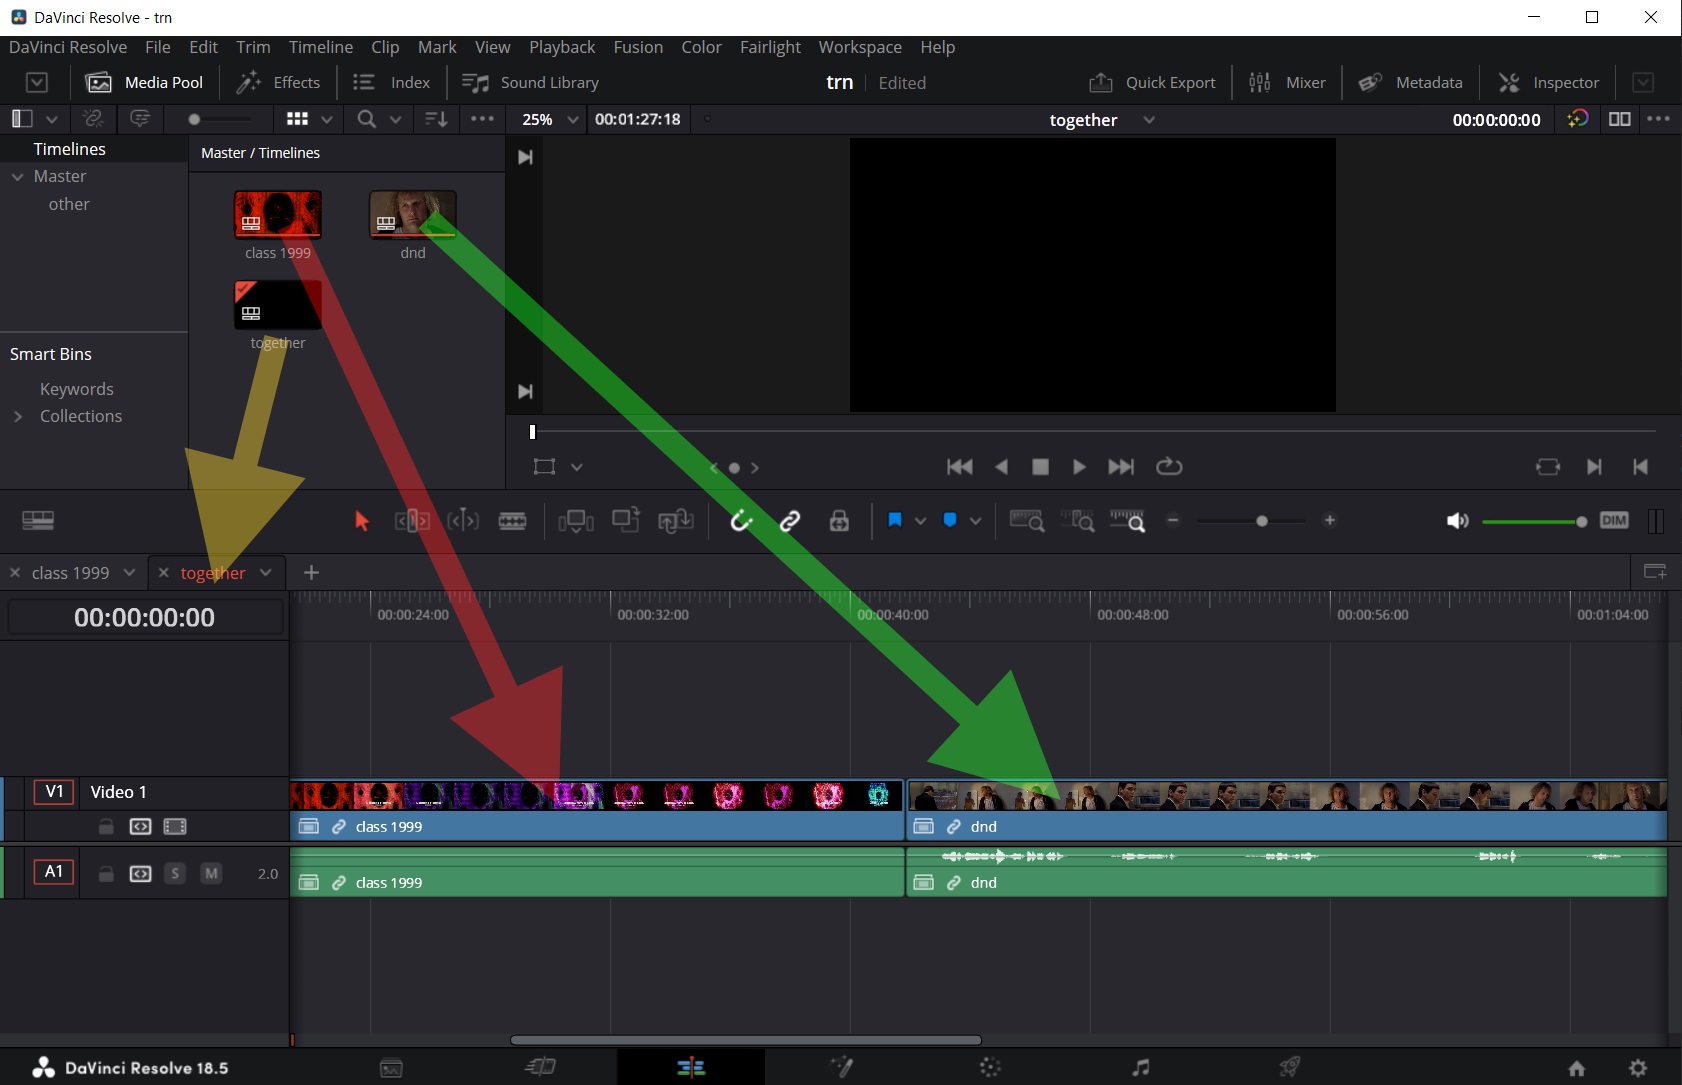 DaVinci Resolve - trn
DaVinci Resolve File Edit Trim Timeline Clip Mark View Playback Fusion Color Fairlight Workspace Help
Media Pool Effects Index Sound Library trn Edited Quick Export Mixer Metadata Inspector
25% 00:01:27:18 together 00:00:00:00
Timelines
Master
other
Master / Timelines
class 1999
dnd
together
Smart Bins
Keywords
Collections
DIM
class 1999 together
00:00:00:00
00:00:24:00 00:00:32:00 00:00:40:00 00:00:48:00 00:00:56:00 00:01:04:00
V1 Video 1
class 1999 dnd
A1 S M 2.0
class 1999 dnd
DaVinci Resolve 18.5